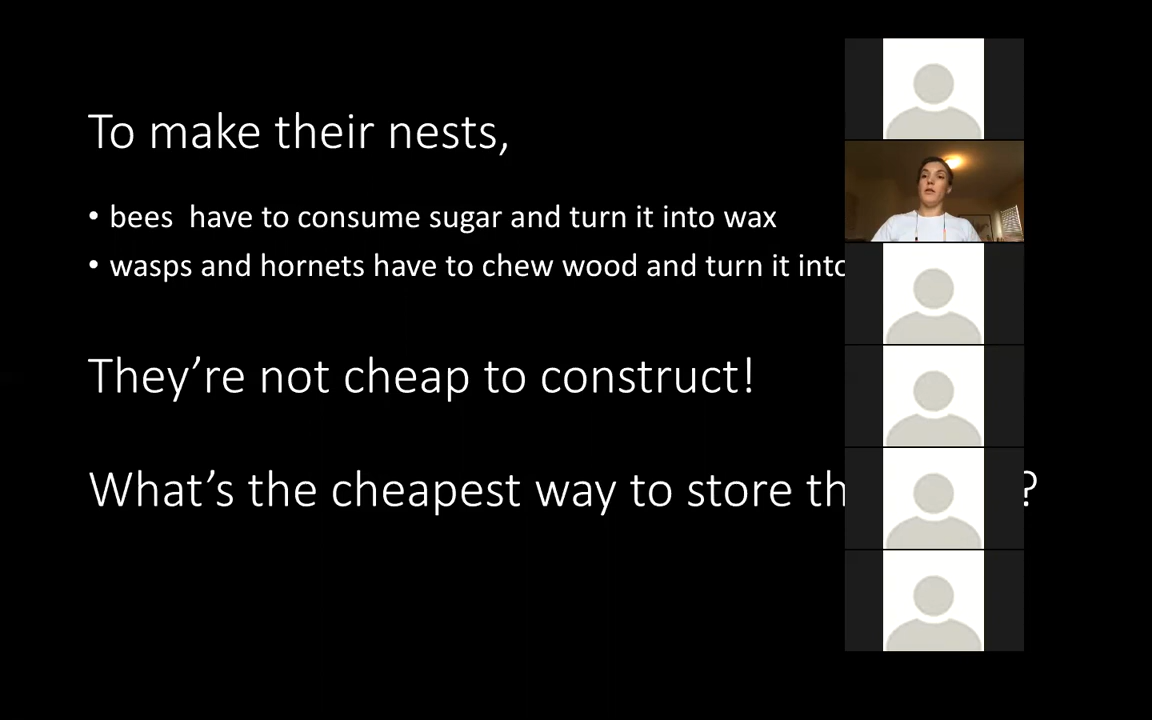 To make their nests,
• bees have to consume sugar and turn it into wax
• wasps and hornets have to chew wood and turn it into
They’re not cheap to construct!
What’s the cheapest way to store ?